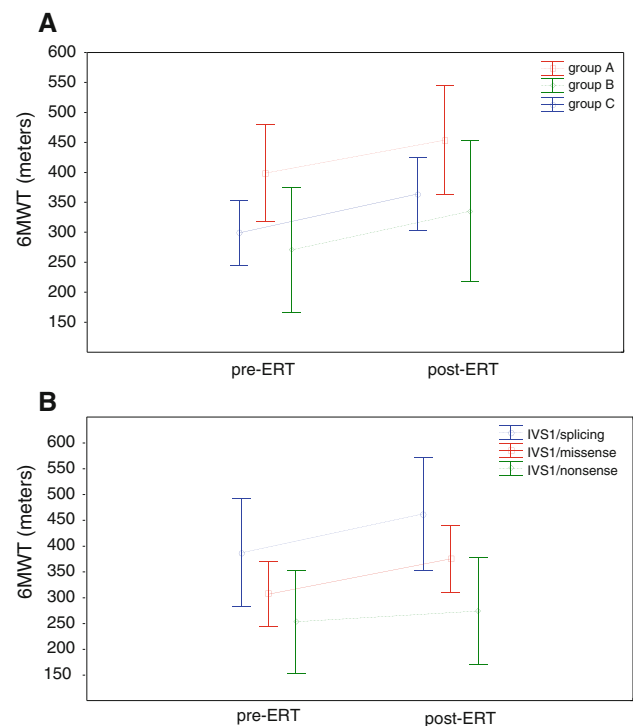 A
600
550
500
450
400
350
300
250
200
150
6MWT (meters)
group A
group B
group C
pre-ERT
post-ERT
B
600
550
500
450
400
350
300
250
200
150
6MWT (meters)
IVS1/splicing
IVS1/missense
IVS1/nonsense
pre-ERT
post-ERT